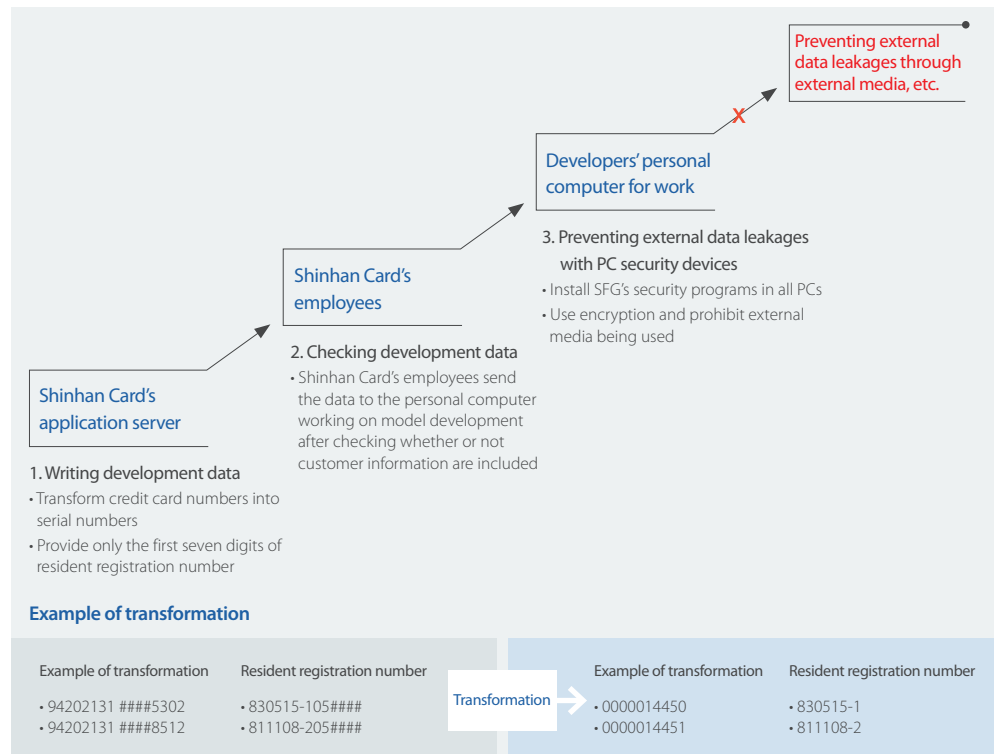 Preventing external
data leakages through
external media, etc.
X
Developers' personal
computer for work
3. Preventing external data leakages
with PC security devices
• Install SFG's security programs in all PCs
• Use encryption and prohibit external
media being used
Shinhan Card's
employees
2. Checking development data
• Shinhan Card's employees send
the data to the personal computer
working on model development
after checking whether or not
customer information are included
Shinhan Card's
application server
1. Writing development data
• Transform credit card numbers into
serial numbers
• Provide only the first seven digits of
resident registration number
Example of transformation
Example of transformation
• 94202131 ####5302
• 94202131 ####8512
Resident registration number
• 830515-105####
• 811108-205####
Transformation
Example of transformation
• 0000014450
• 0000014451
Resident registration number
• 830515-1
• 811108-2